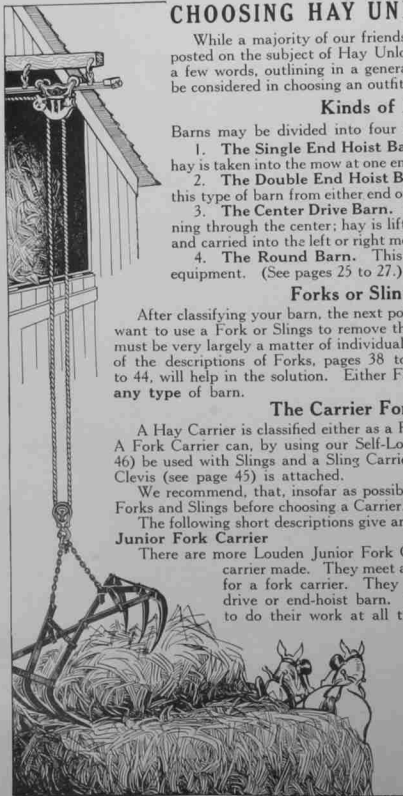 CHOOSING HAY UN
While a majority of our friends
posted on the subject of Hay Unlo
a few words, outlining in a genera
be considered in choosing an outfit
Kinds of
Barns may be divided into four
1. The Single End Hoist Ba
hay is taken into the mow at one en
2. The Double End Hoist B
this type of barn from either end o
3. The Center Drive Barn.
ning through the center; hay is lif
and carried into the left or right m
4. The Round Barn. This
equipment. (See pages 25 to 27.)
Forks or Slin
After classifying your barn, the next po
want to use a Fork or Slings to remove th
must be very largely a matter of individual
of the descriptions of Forks, pages 38 to
to 44, will help in the solution. Either F
any type of barn.
The Carrier For
A Hay Carrier is classified either as a F
A Fork Carrier can, by using our Self-Lo
46) be used with Slings and a Sling Carrie
Clevis (see page 45) is attached.
We recommend, that, insofar as possib
Forks and Slings before choosing a Carrier
The following short descriptions give an
Junior Fork Carrier
There are more Louden Junior Fork C
carrier made. They meet a
for a fork carrier. They
drive or end-hoist barn.
to do their work at all t